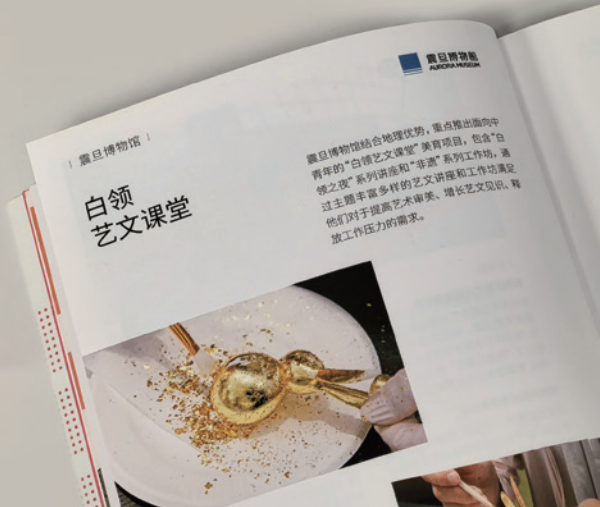 震旦博物馆
AURORA MUSEUM
| 震旦博物馆 |
白领
艺文课堂
震旦博物馆结合地理优势，重点推出面向中
青年的“白领艺文课堂”美育项目，包含“白
领之夜”系列讲座和“非遗”系列工作坊，通
过主题丰富多样的艺文讲座和工作坊满足
他们对于提高艺术审美、增长艺文见识、释
放工作压力的需求。